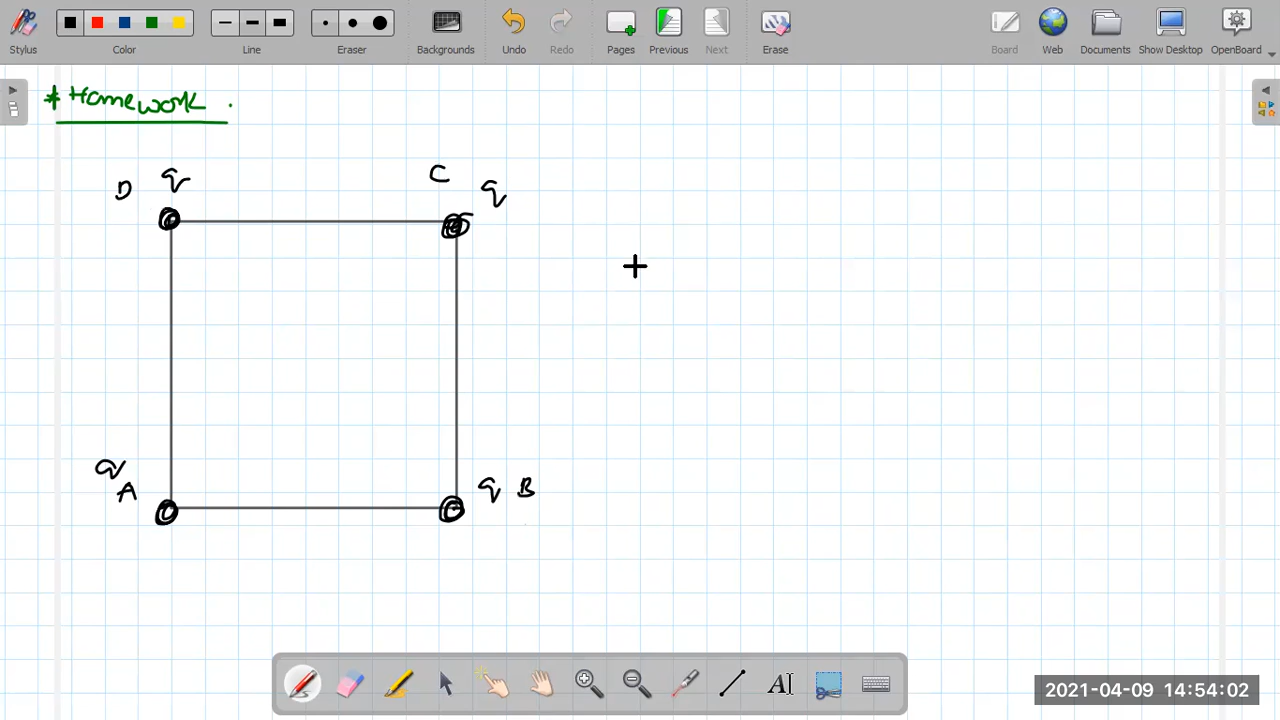 Stylus Color Line Eraser Backgrounds Undo Redo Pages Previous Next Erase Board Web Documents Show Desktop OpenBoard
* Homework .
D q C q
q A q B
2021-04-09 14:54:02